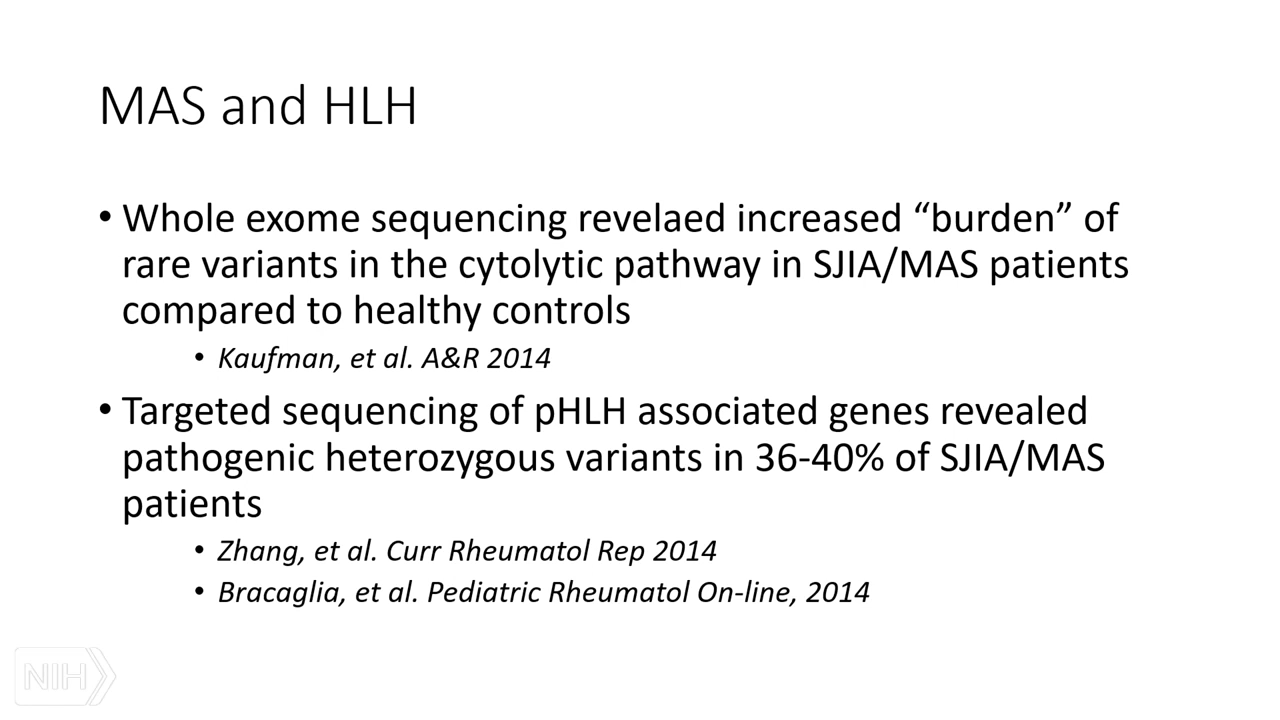 MAS and HLH
• Whole exome sequencing revelaed increased “burden” of
rare variants in the cytolytic pathway in SJIA/MAS patients
compared to healthy controls
• Kaufman, et al. A&R 2014
• Targeted sequencing of pHLH associated genes revealed
pathogenic heterozygous variants in 36-40% of SJIA/MAS
patients
• Zhang, et al. Curr Rheumatol Rep 2014
• Bracaglia, et al. Pediatric Rheumatol On-line, 2014
NIH